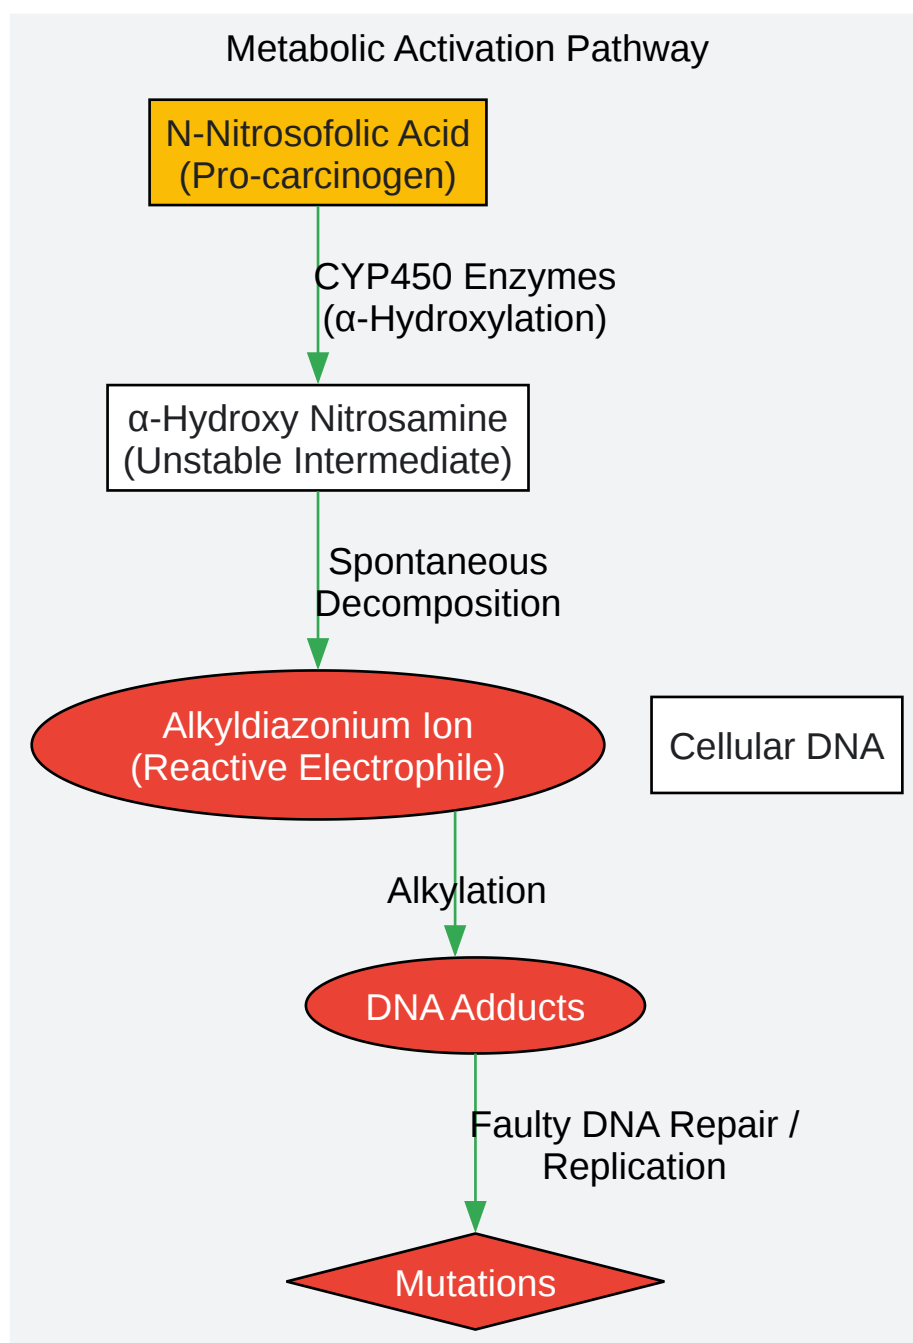 Metabolic Activation Pathway
N-Nitrosofolic Acid
(Pro-carcinogen)
CYP450 Enzymes
(α-Hydroxylation)
α-Hydroxy Nitrosamine
(Unstable Intermediate)
Spontaneous
Decomposition
Alkyldiazonium Ion
(Reactive Electrophile)
Cellular DNA
Alkylation
DNA Adducts
Faulty DNA Repair /
Replication
Mutations